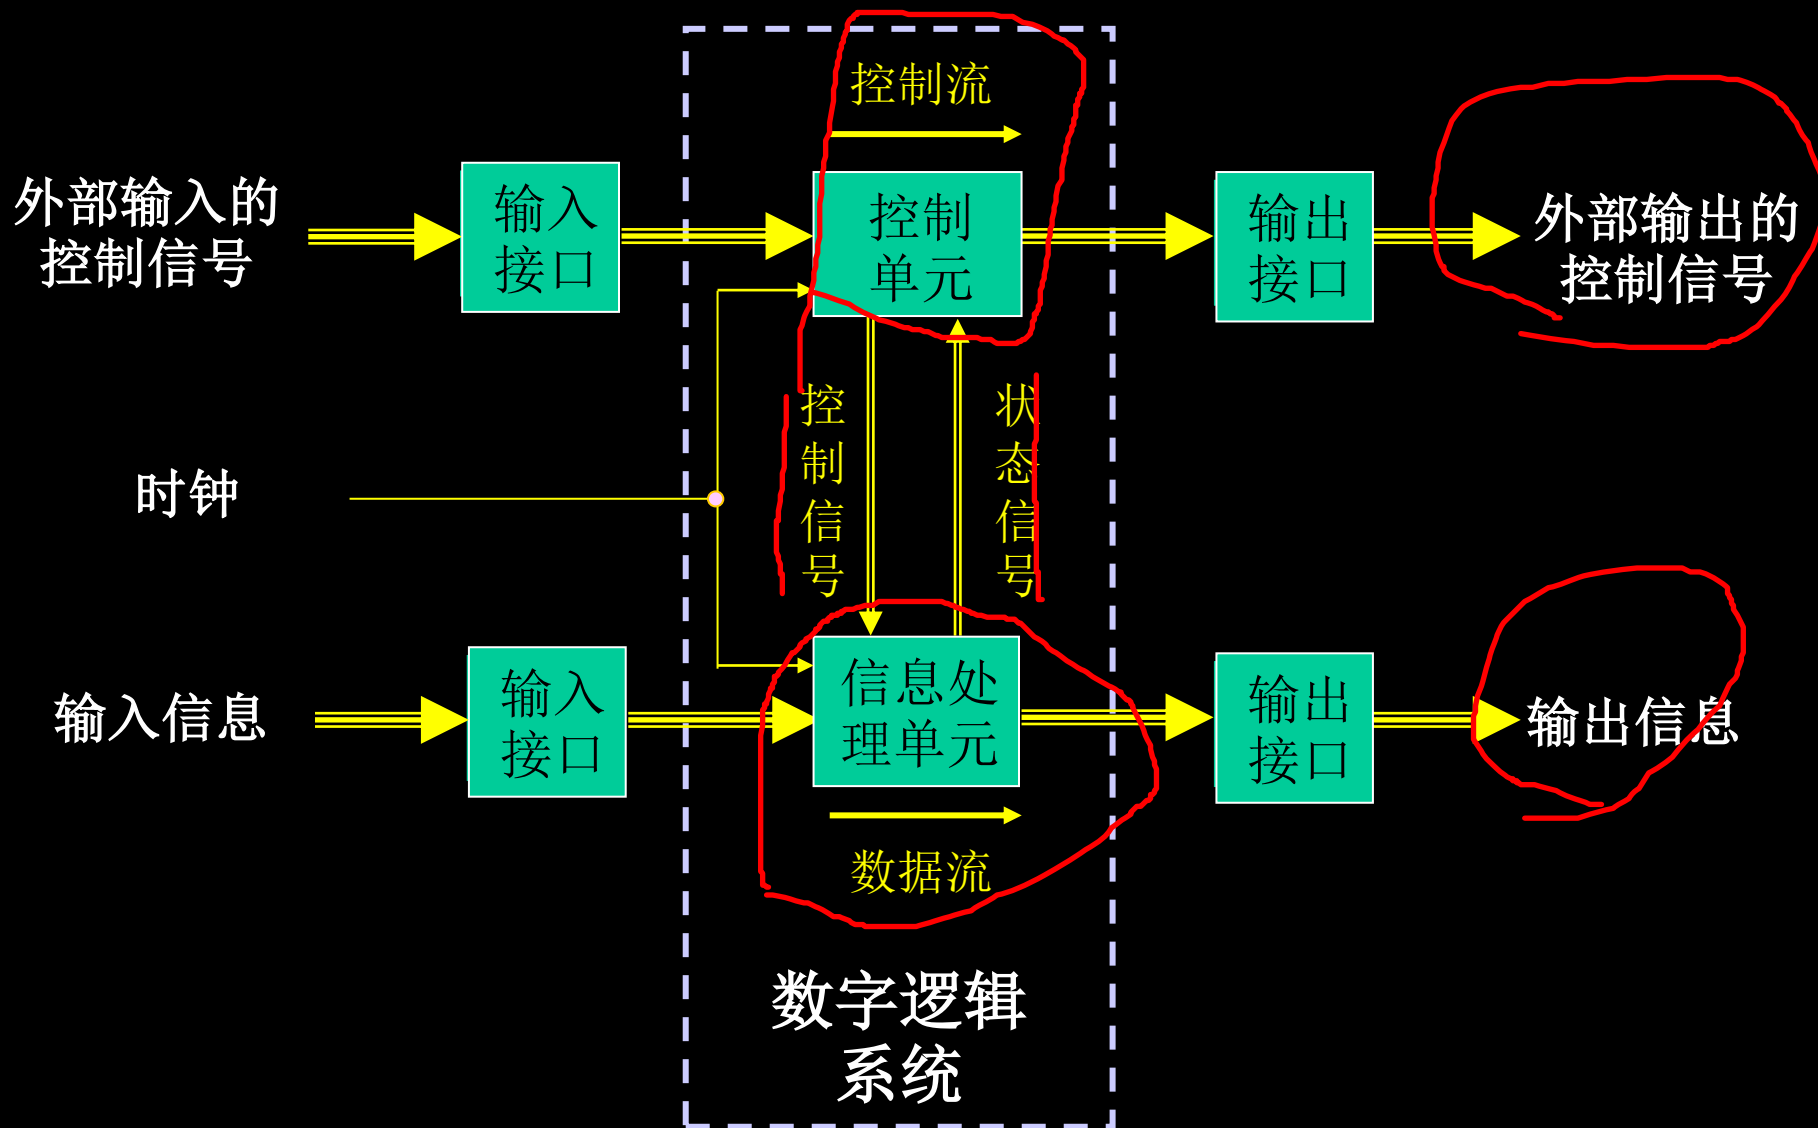 控制流
外部输入的
控制信号
输入
接口
控制
单元
输出
接口
外部输出的
控制信号
控
制
信
号
状
态
信
号
时钟
输入信息
输入
接口
信息处
理单元
输出
接口
输出信息
数据流
数字逻辑
系统